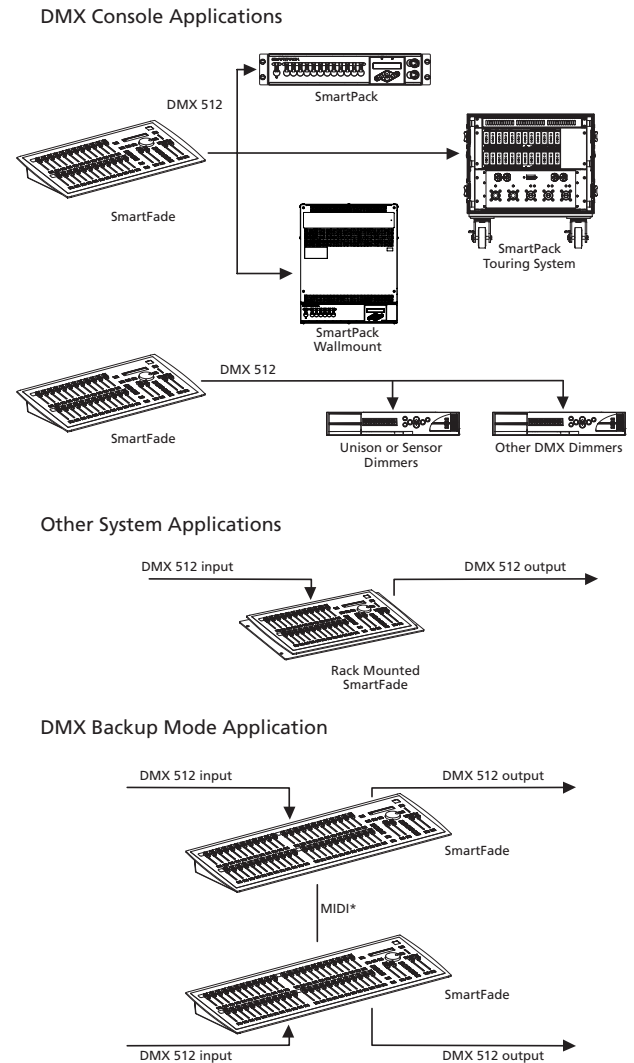 DMX Console Applications
SmartPack
DMX 512
SmartFade
SmartPack
Touring System
SmartPack
Wallmount
DMX 512
SmartFade
Unison or Sensor
Dimmers
Other DMX Dimmers
Other System Applications
DMX 512 input
DMX 512 output
Rack Mounted
SmartFade
DMX Backup Mode Application
DMX 512 input
DMX 512 output
SmartFade
MIDI*
SmartFade
DMX 512 input
DMX 512 output